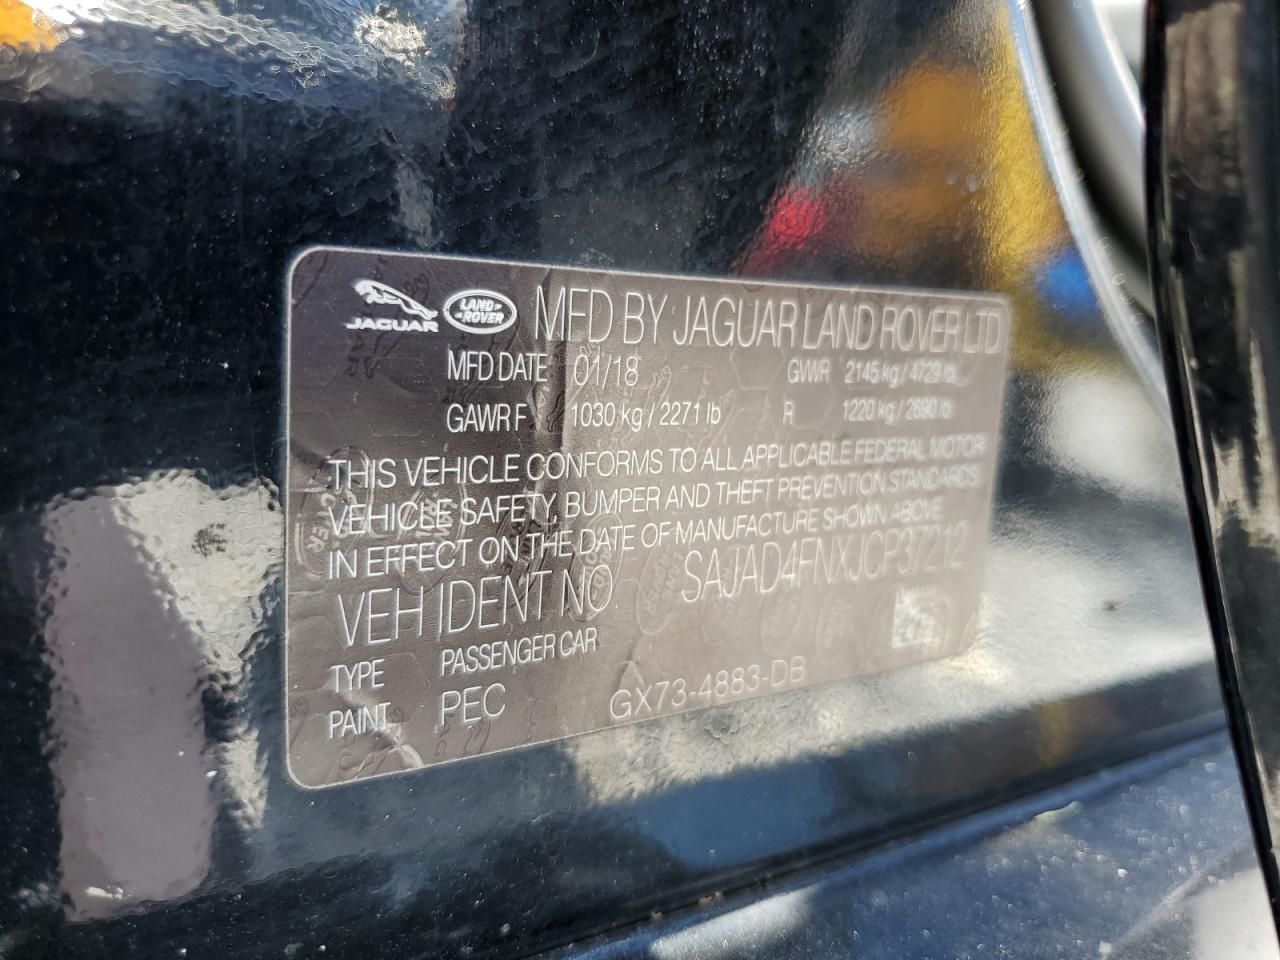 JAGUAR LAND ROVER MFD BY JAGUAR LAND ROVER LTD
MFD DATE 01/18 GVWR 2145 kg / 4729 lb
GAWR F 1030 kg / 2271 lb R 1220 kg / 2690 lb
THIS VEHICLE CONFORMS TO ALL APPLICABLE FEDERAL MOTOR
VEHICLE SAFETY, BUMPER AND THEFT PREVENTION STANDARDS
IN EFFECT ON THE DATE OF MANUFACTURE SHOWN ABOVE
VEH IDENT NO. SAJAD4FNXJCP37212
TYPE PASSENGER CAR
PAINT PEC GX73-4883-DB